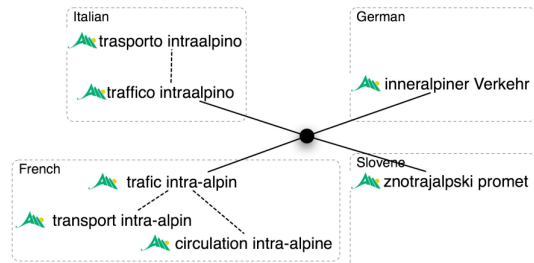 Italian
trasporto intraalpino
traffico intraalpino
German
inneralpiner Verkehr
French
trafic intra-alpin
transport intra-alpin
circulation intra-alpine
Slovene
znotrajalpski promet